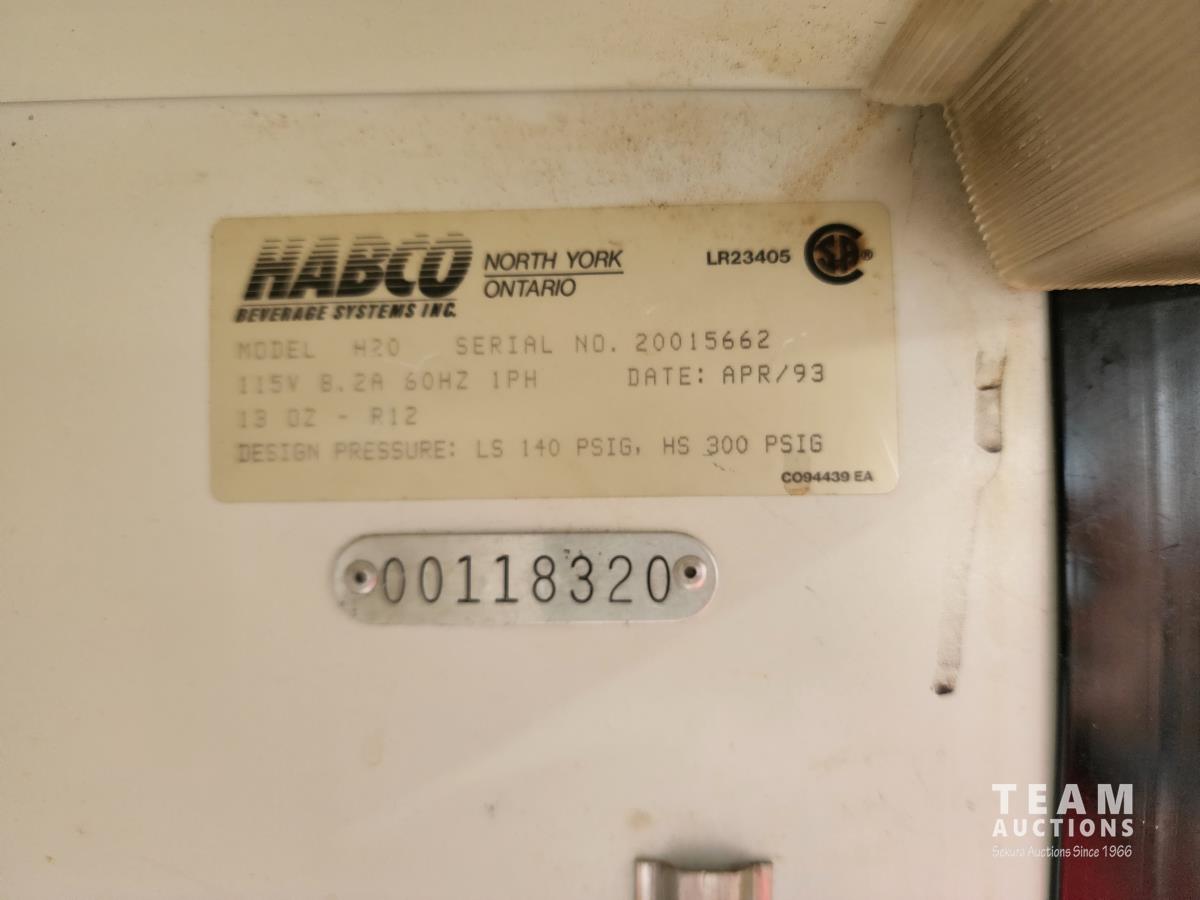 HABCO
BEVERAGE SYSTEMS INC.
NORTH YORK
ONTARIO
LR23405
SA ®
MODEL H20 SERIAL NO. 20015662
115V 8.2A 60HZ 1PH DATE: APR/93
13 OZ - R12
DESIGN PRESSURE: LS 140 PSIG, HS 300 PSIG
CO94439 EA
00118320
TEAM
AUCTIONS
Sekura Auctions Since 1966